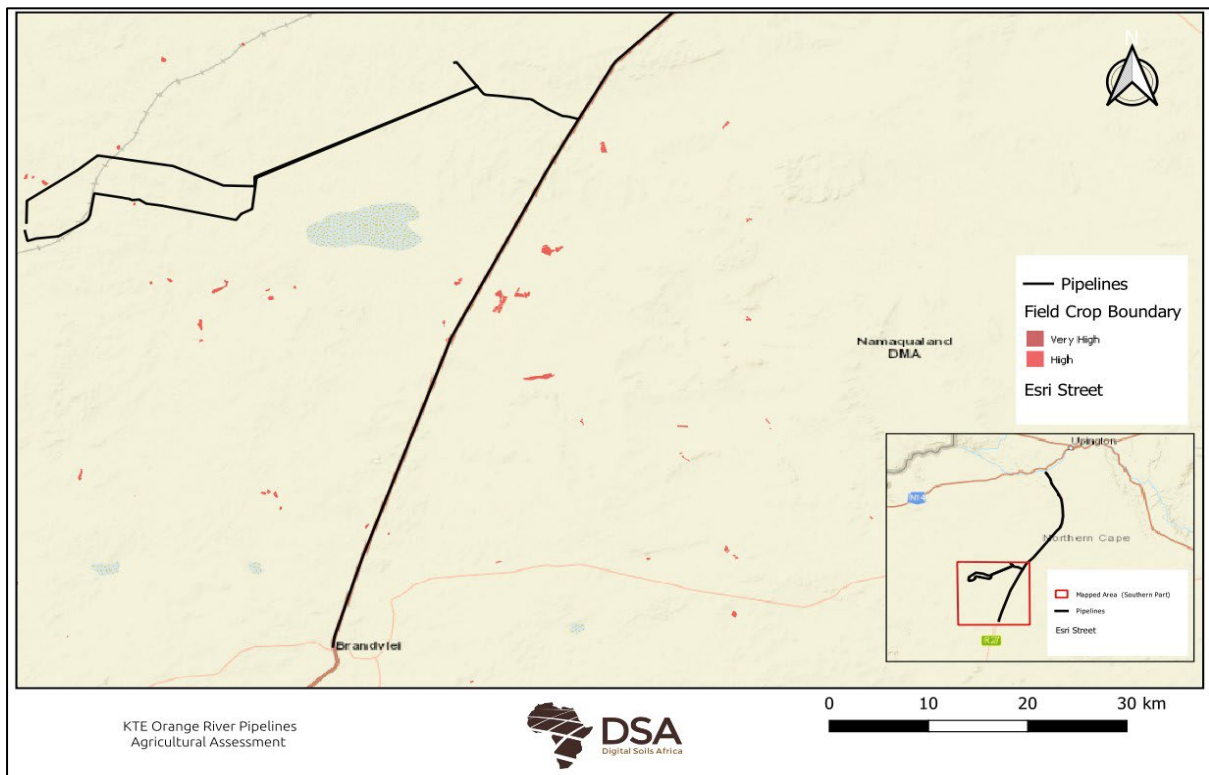 N
Pipelines
Field Crop Boundary
Very High
High
Esri Street
Namaqualand
DMA
Upington
N14
Northern Cape
Mapped Area (Southern Part)
Pipelines
Esri Street
R27
Brandvlei
KTE Orange River Pipelines
Agricultural Assessment
DSA
Digital Soils Africa
0 10 20 30 km